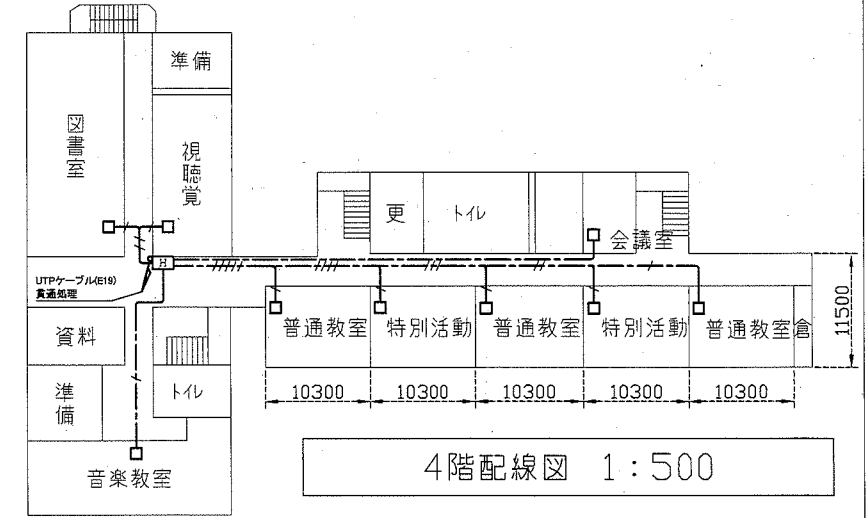 準備
図書室
視聴覚
更
トイレ
会議室
H
UTPケーブル(E19)
貫通処理
普通教室
特別活動
普通教室
特別活動
普通教室
倉
11500
資料
準備
トイレ
10300
10300
10300
10300
10300
音楽教室
4階配線図 1:500